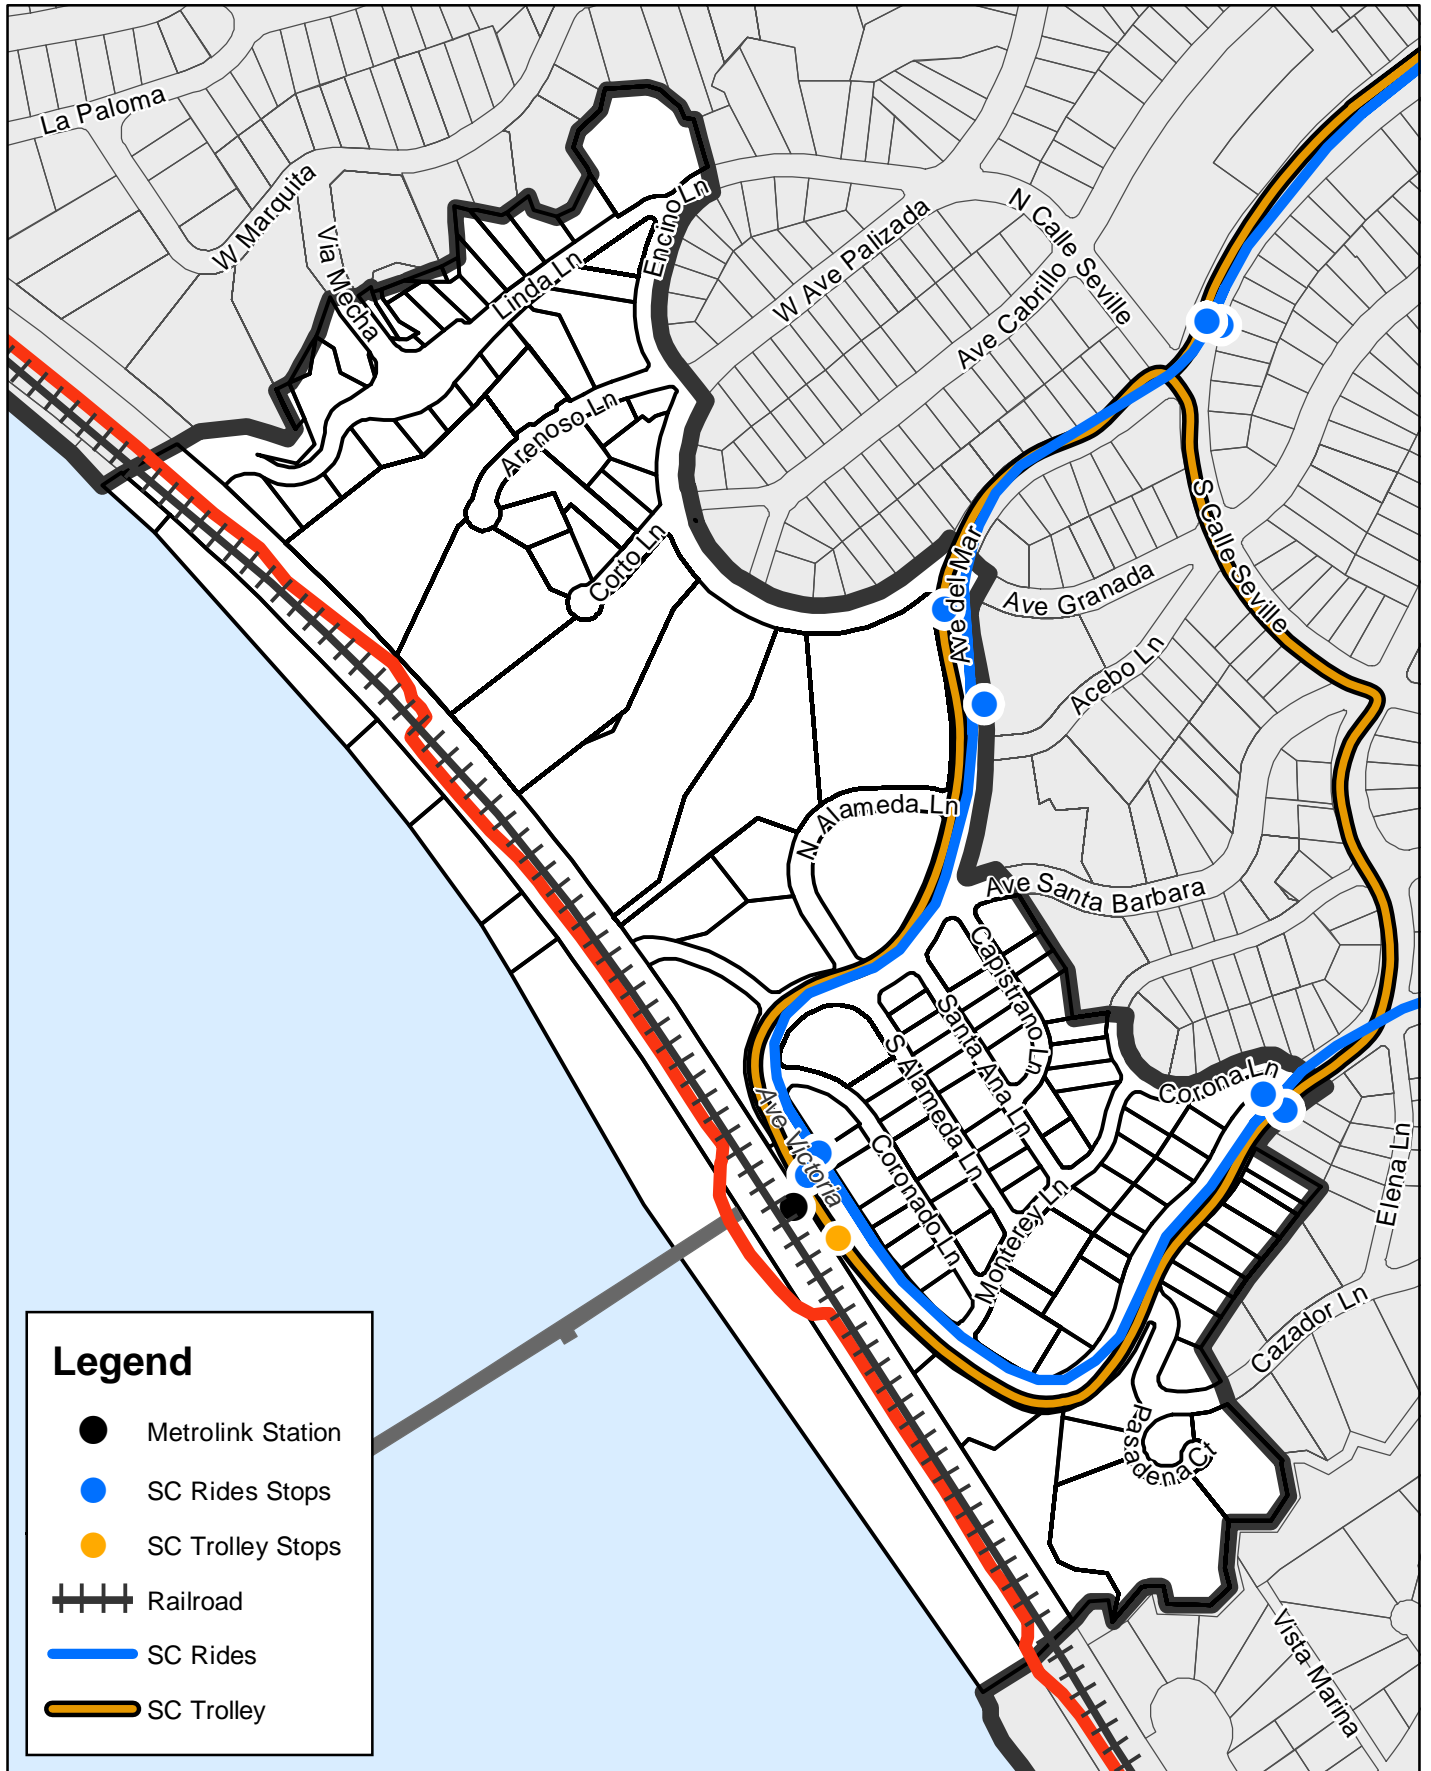 La Paloma
W Marquita
Via Mecha
Linda Ln
Encino Ln
W Ave Palizada
N Calle Seville
Ave Cabrillo
Arenoso Ln
Corto Ln
Ave del Mar
Ave Granada
S Calle Seville
Acebo Ln
N Alameda Ln
Ave Santa Barbara
Capistrano Ln
Santa Ana Ln
S Alameda Ln
Corona Ln
Ave Victoria
Coronado Ln
Monterey Ln
Elena Ln
Cazador Ln
Pasadena Ct
Vista Marina
Legend
Metrolink Station
SC Rides Stops
SC Trolley Stops
Railroad
SC Rides
SC Trolley